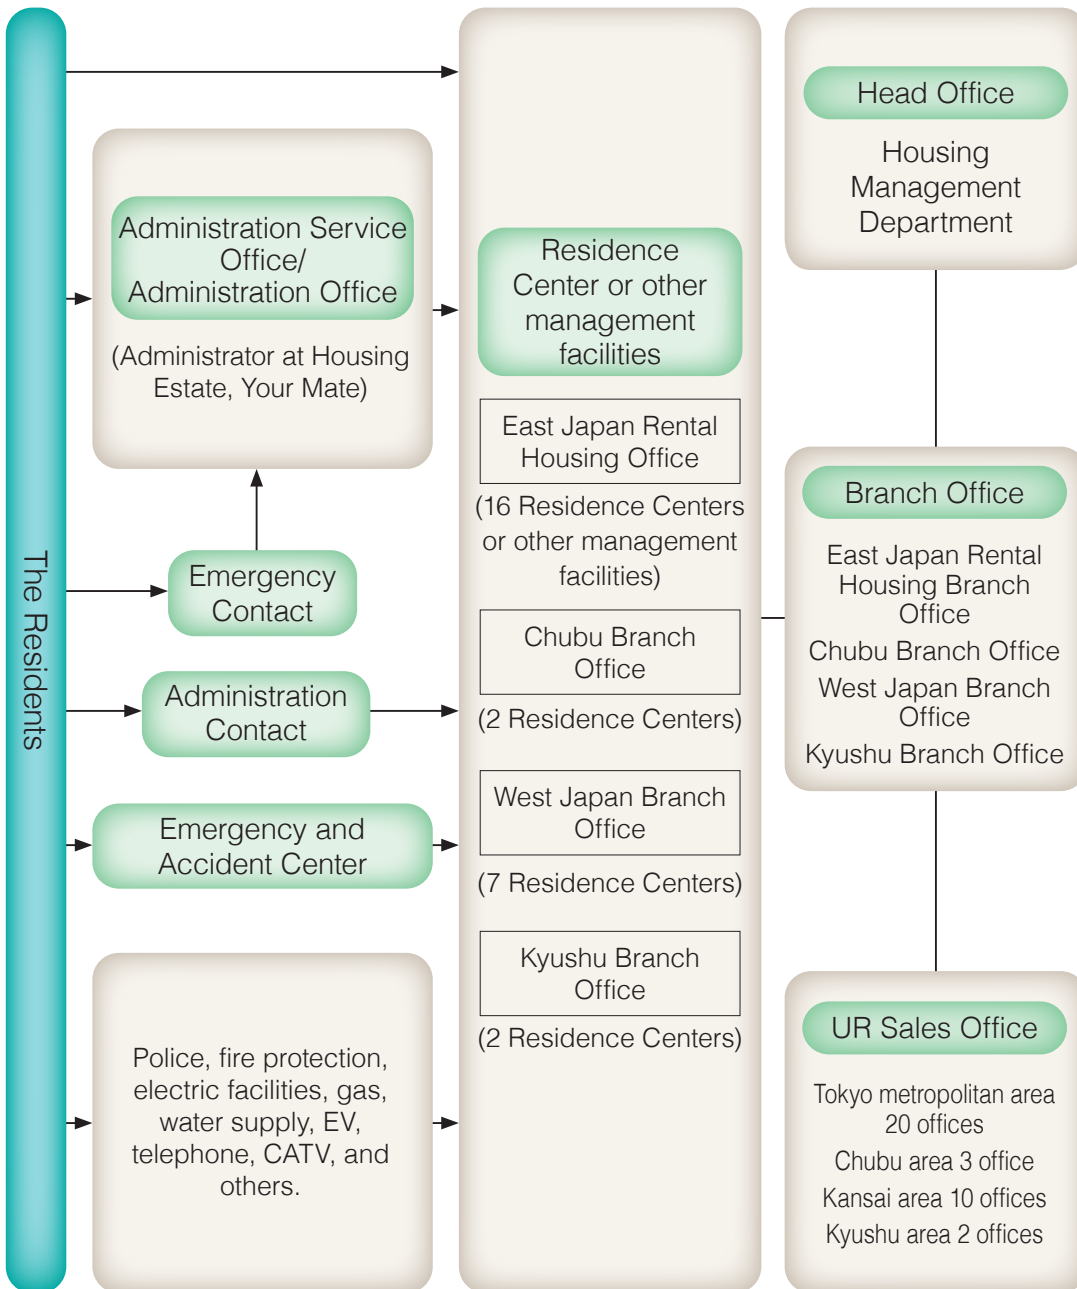 The Residents
Administration Service
Office/
Administration Office
(Administrator at Housing
Estate, Your Mate)
Emergency
Contact
Administration
Contact
Emergency and
Accident Center
Police, fire protection,
electric facilities, gas,
water supply, EV,
telephone, CATV, and
others.
Residence
Center or other
management
facilities
East Japan Rental
Housing Office
(16 Residence Centers
or other management
facilities)
Chubu Branch
Office
(2 Residence Centers)
West Japan Branch
Office
(7 Residence Centers)
Kyushu Branch
Office
(2 Residence Centers)
Head Office
Housing
Management
Department
Branch Office
East Japan Rental
Housing Branch
Office
Chubu Branch Office
West Japan Branch
Office
Kyushu Branch Office
UR Sales Office
Tokyo metropolitan area
20 offices
Chubu area 3 office
Kansai area 10 offices
Kyushu area 2 offices